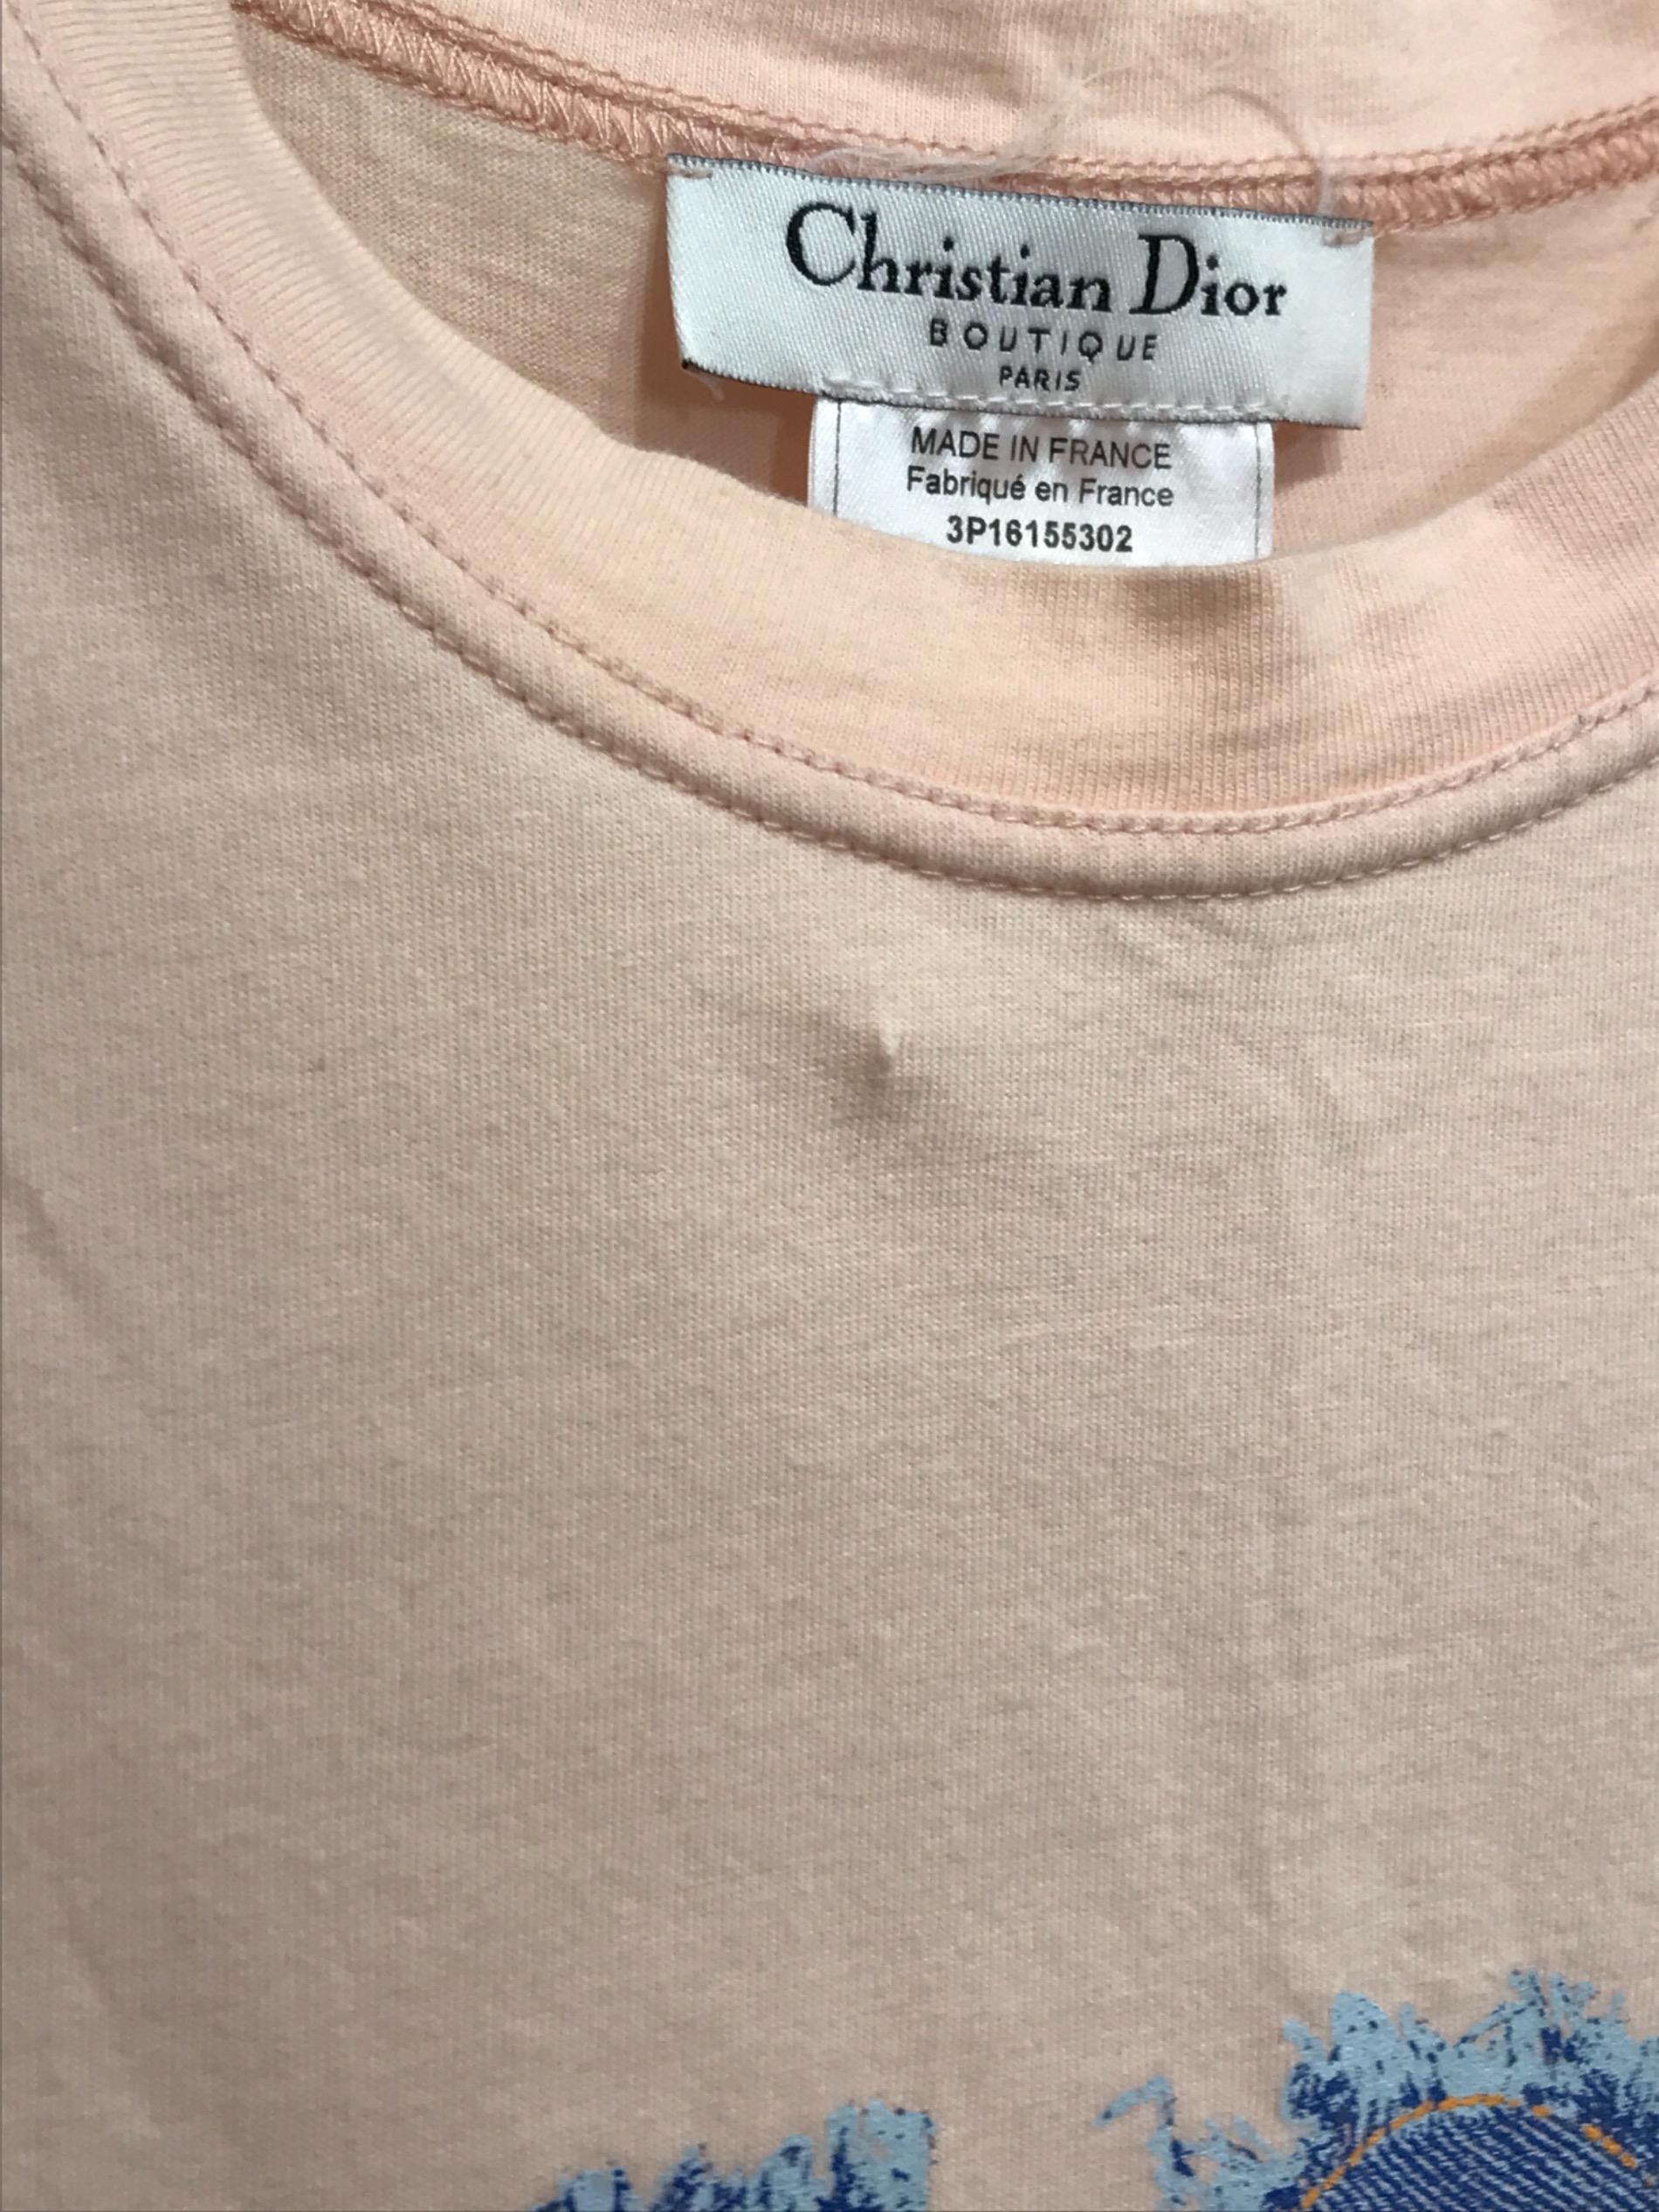 Christian Dior
BOUTIQUE
PARIS
MADE IN FRANCE
Fabriqué en France
3P16155302